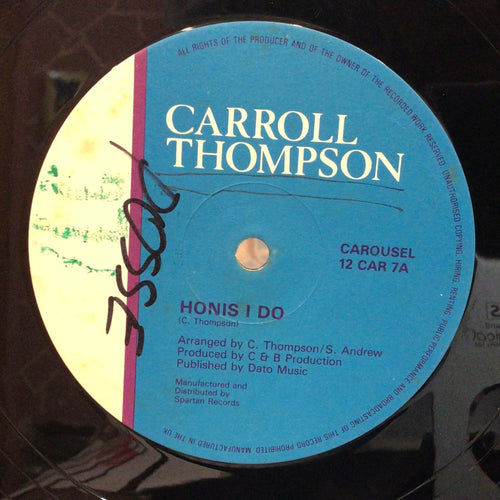 ALL RIGHTS OF THE PRODUCER AND OF THE OWNER OF THE RECORDED WORK RESERVED. UNAUTHORISED COPYING, HIRING, RENTING PUBLIC PERFORMANCE AND BROADCASTING OF THIS RECORD PROHIBITED. MANUFACTURED IN THE UK
CARROLL
THOMPSON
CAROUSEL
12 CAR 7A
HONIS I DO
(C. Thompson)
Arranged by C. Thompson/S. Andrew
Produced by C & B Production
Published by Dato Music
Manufactured and
Distributed by
Spartan Records